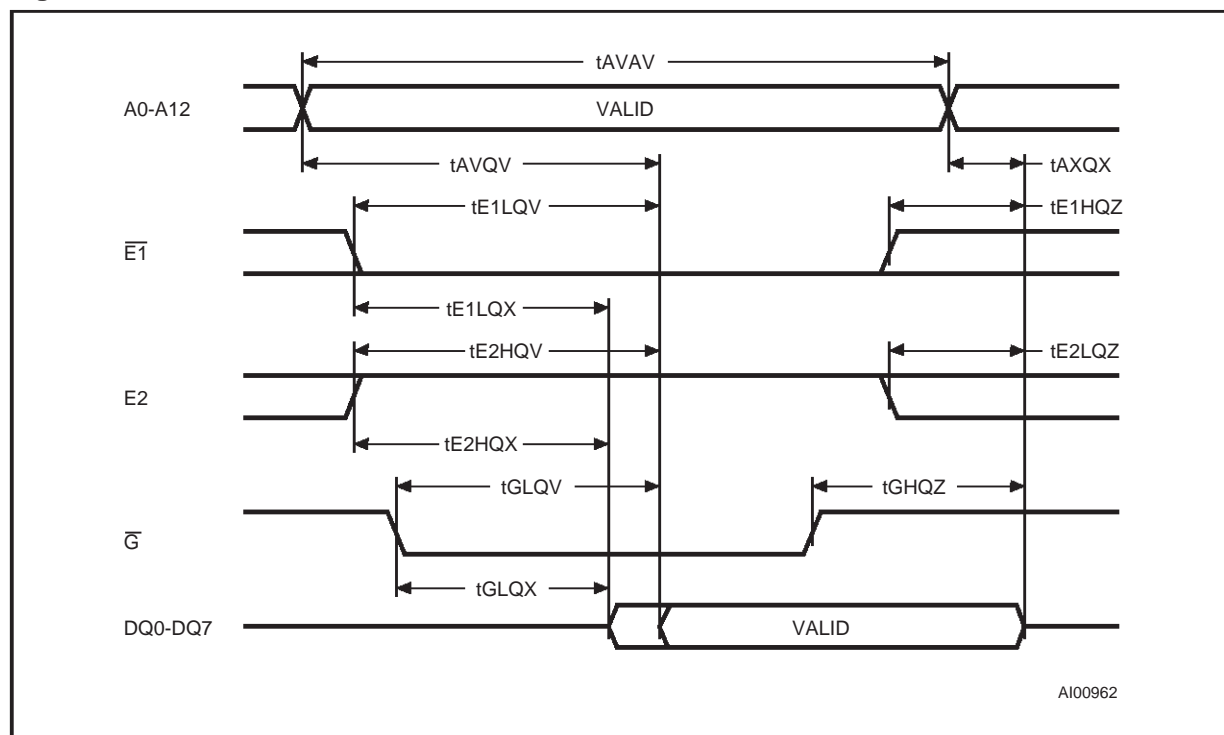 tAVAV
A0-A12
VALID
tAVQV
tAXQX
tE1LQV
tE1HQZ
E1
tE1LQX
tE2HQV
tE2LQZ
E2
tE2HQX
tGLQV
tGHQZ
G
tGLQX
DQ0-DQ7
VALID
AI00962